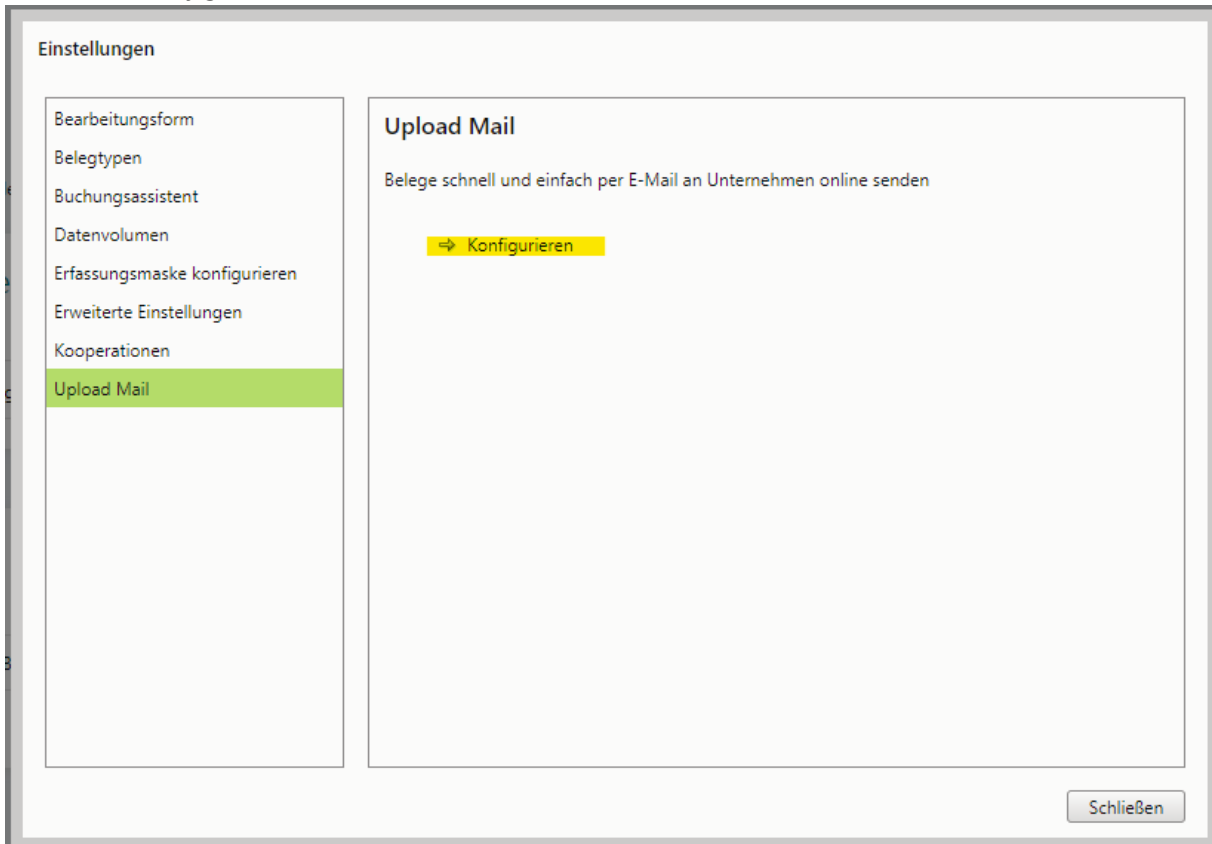 Einstellungen
Bearbeitungsform
Belegtypen
Buchungsassistent
Datenvolumen
Erfassungsmaske konfigurieren
Erweiterte Einstellungen
Kooperationen
Upload Mail
Upload Mail
Belege schnell und einfach per E-Mail an Unternehmen online senden
⇨ Konfigurieren
Schließen